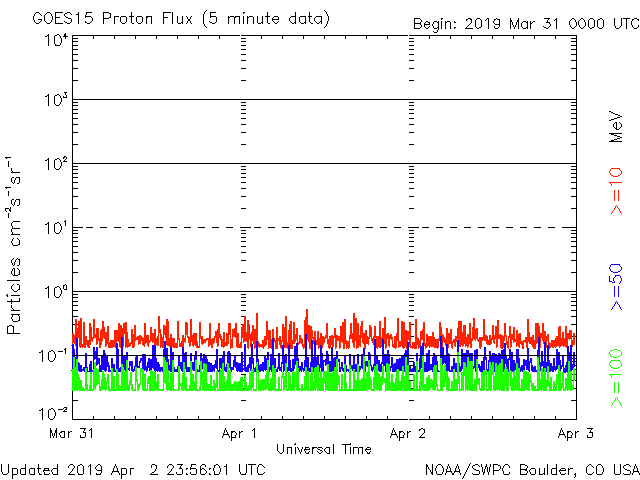 GOES15 Proton Flux (5 minute data)
Begin: 2019 Mar 31 0000 UTC
10⁴
10³
10²
10¹
10⁰
10⁻¹
10⁻²
Particles cm⁻²s⁻¹sr⁻¹
MeV
>=10
>=50
>=100
Mar 31
Apr 1
Apr 2
Apr 3
Universal Time
Updated 2019 Apr 2 23:56:01 UTC
NOAA/SWPC Boulder, CO USA